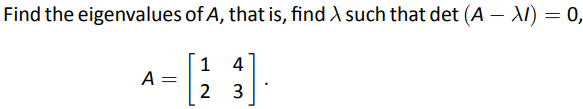 Find the eigenvalues of A, that is, find λ such that det (A − λI) = 0,
A = [ 1 4
2 3 ] .